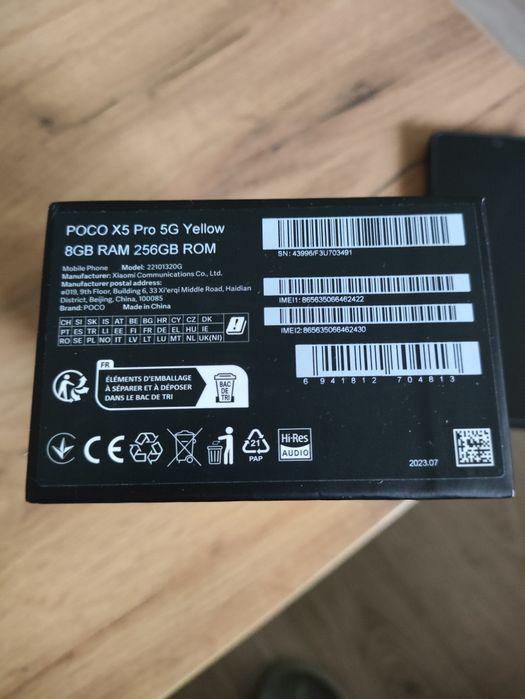 POCO X5 Pro 5G Yellow
8GB RAM 256GB ROM
Mobile Phone Model: 22101320G
Manufacturer: Xiaomi Communications Co., Ltd.
Manufacturer postal address:
#019, 9th Floor, Building 6, 33 Xi'erqi Middle Road, Haidian
District, Beijing, China, 100085
Brand: POCO Made in China
CH SI SK IS AT BE BG HR CY CZ DK
PT ES TR LI EE FI FR DE EL HU IE
RO SE PL NO IT LV LT LU MT NL UK(NI)
SN: 43996/F3U703491
IMEI1: 865635066462422
IMEI2: 865635066462430
6 941812 704813
FR
ÉLÉMENTS D'EMBALLAGE
À SÉPARER ET À DÉPOSER
DANS LE BAC DE TRI
BAC
DE
TRI
CE
21
PAP
Hi-Res
AUDIO
2023.07